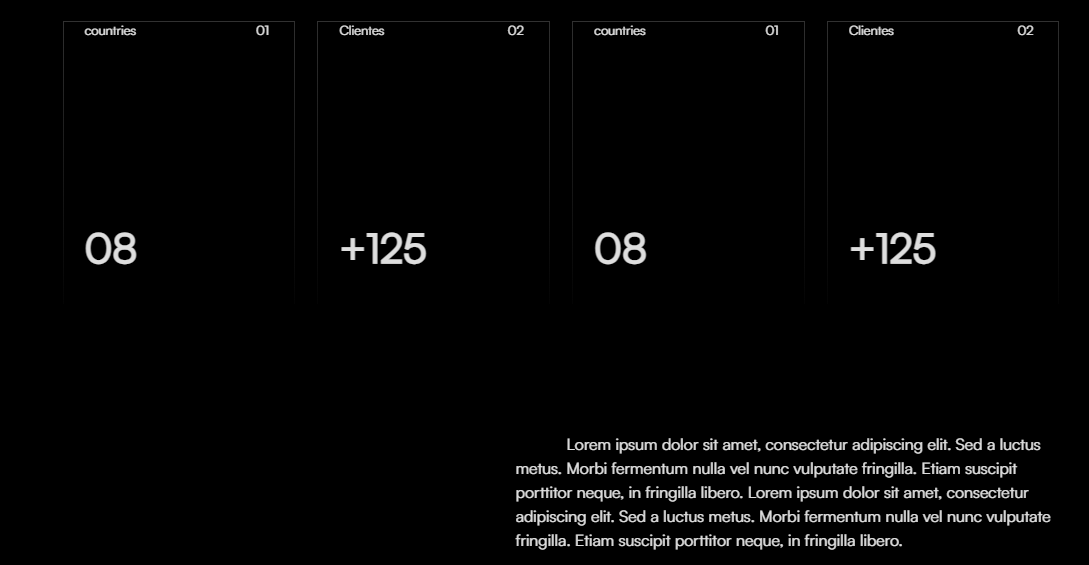 countries 01
Clientes 02
countries 01
Clientes 02
08
+125
08
+125
Lorem ipsum dolor sit amet, consectetur adipiscing elit. Sed a luctus
metus. Morbi fermentum nulla vel nunc vulputate fringilla. Etiam suscipit
porttitor neque, in fringilla libero. Lorem ipsum dolor sit amet, consectetur
adipiscing elit. Sed a luctus metus. Morbi fermentum nulla vel nunc vulputate
fringilla. Etiam suscipit porttitor neque, in fringilla libero.